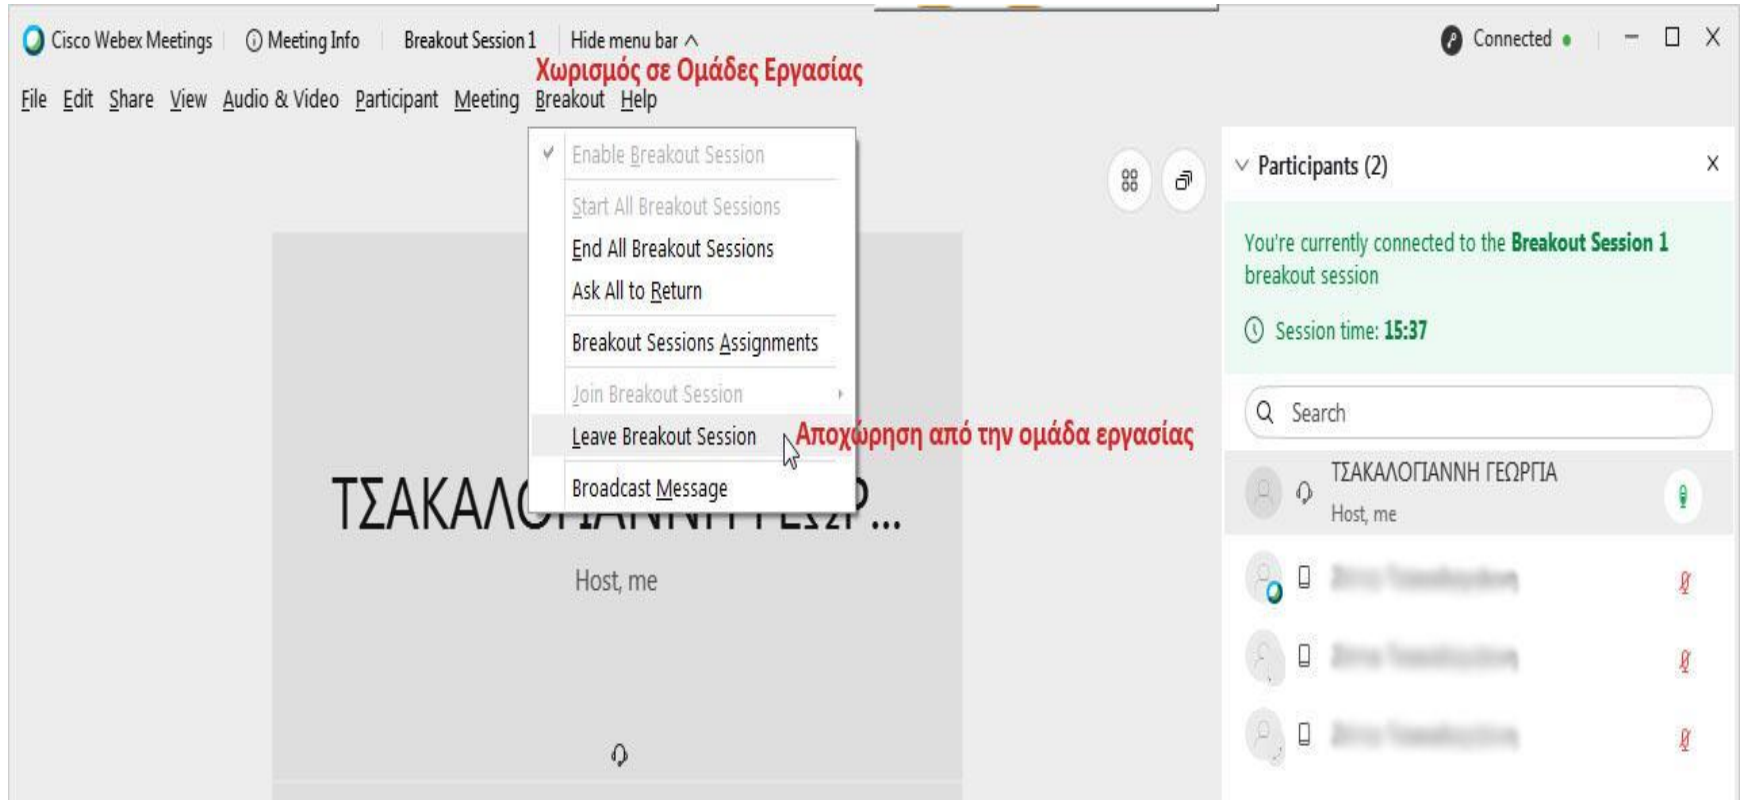 Cisco Webex Meetings
Meeting Info
Breakout Session 1
Hide menu bar
Connected
Χωρισμός σε Ομάδες Εργασίας
File Edit Share View Audio & Video Participant Meeting Breakout Help
Enable Breakout Session
Start All Breakout Sessions
End All Breakout Sessions
Ask All to Return
Breakout Sessions Assignments
Join Breakout Session
Leave Breakout Session
Αποχώρηση από την ομάδα εργασίας
Broadcast Message
Host, me
Participants (2)
X
You're currently connected to the Breakout Session 1
breakout session
Session time: 15:37
Search
ΤΣΑΚΑΛΟΓΙΑΝΝΗ ΓΕΩΡΓΙΑ
Host, me